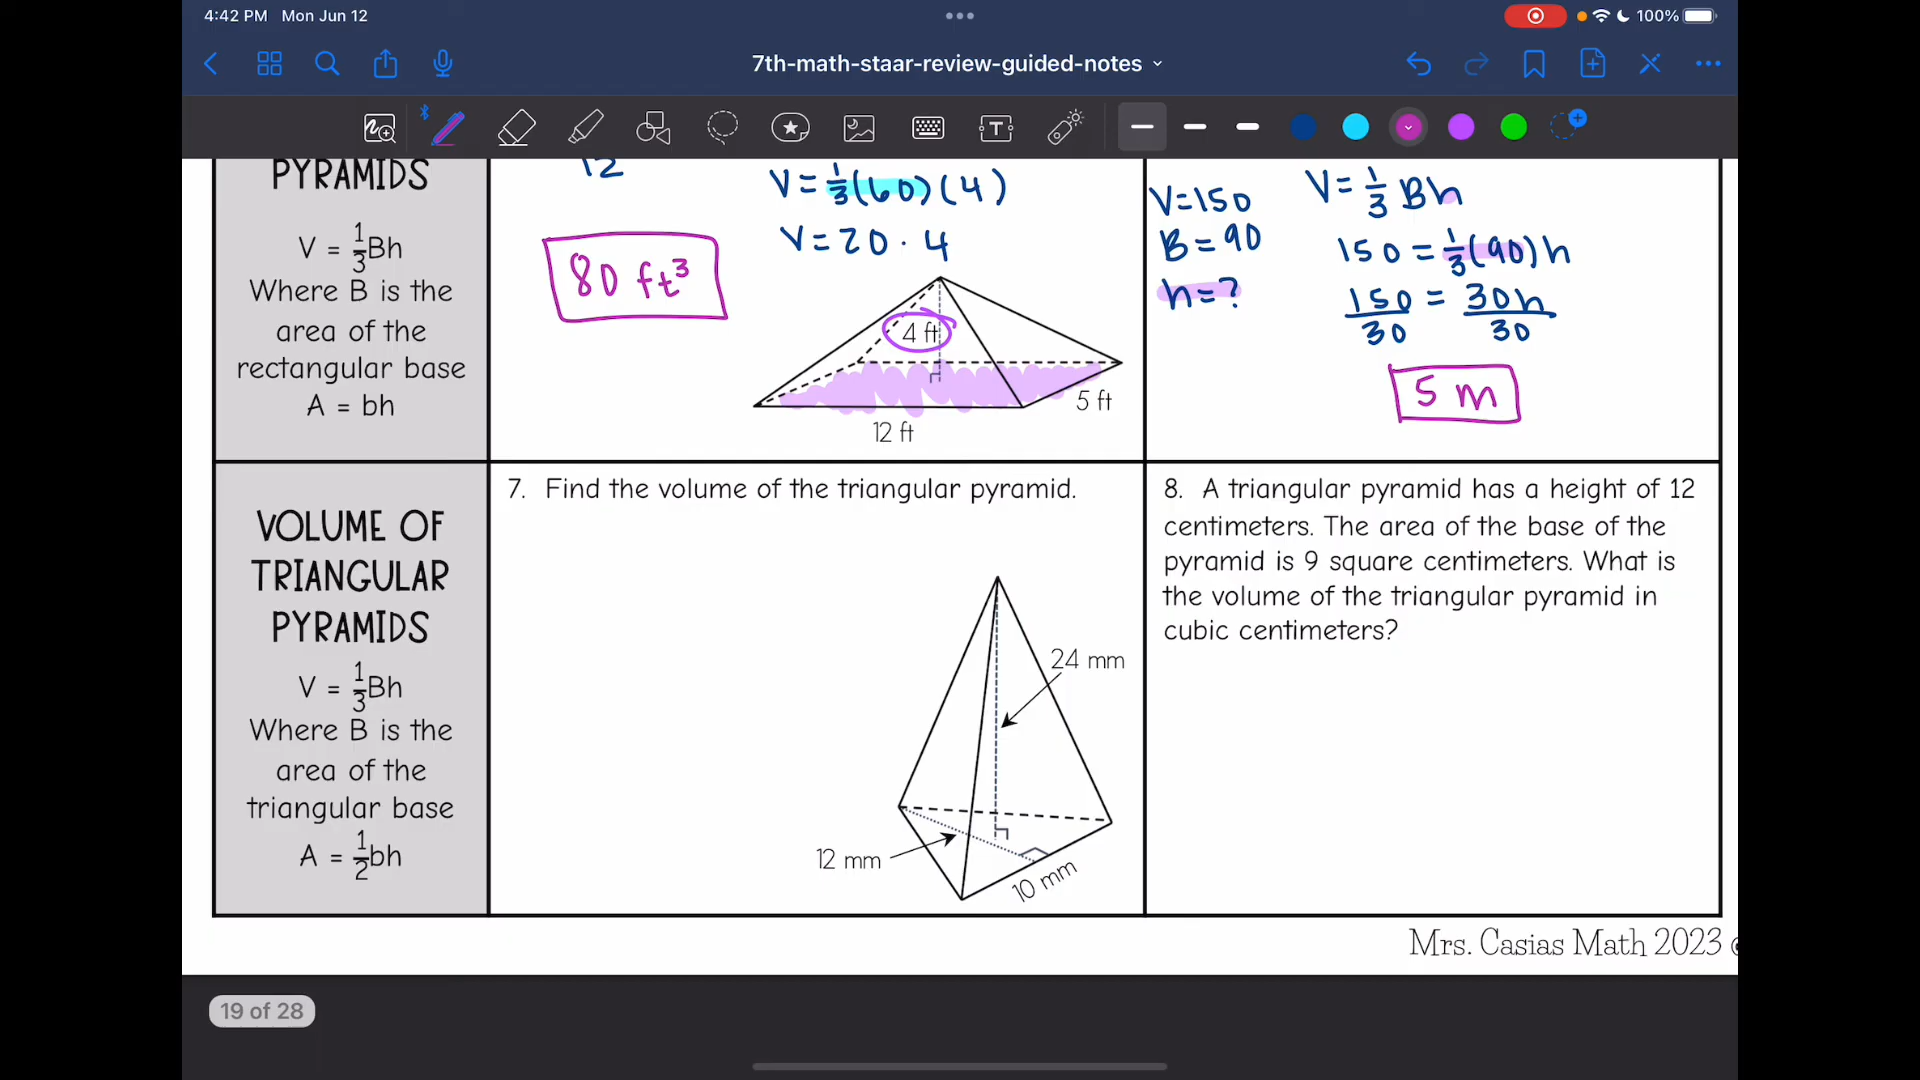 4:42 PM Mon Jun 12
100%
7th-math-staar-review-guided-notes
PYRAMIDS
V = 1/3Bh
Where B is the
area of the
rectangular base
A = bh
12
V = 1/3(60)(4)
V = 20 · 4
80 ft³
4 ft
5 ft
12 ft
V=150
B=90
h=?
V = 1/3 Bh
150 = 1/3(90)h
150/30 = 30h/30
5 m
VOLUME OF
TRIANGULAR
PYRAMIDS
V = 1/3Bh
Where B is the
area of the
triangular base
A = 1/2bh
7. Find the volume of the triangular pyramid.
24 mm
12 mm
10 mm
8. A triangular pyramid has a height of 12
centimeters. The area of the base of the
pyramid is 9 square centimeters. What is
the volume of the triangular pyramid in
cubic centimeters?
Mrs. Casias Math 2023
19 of 28